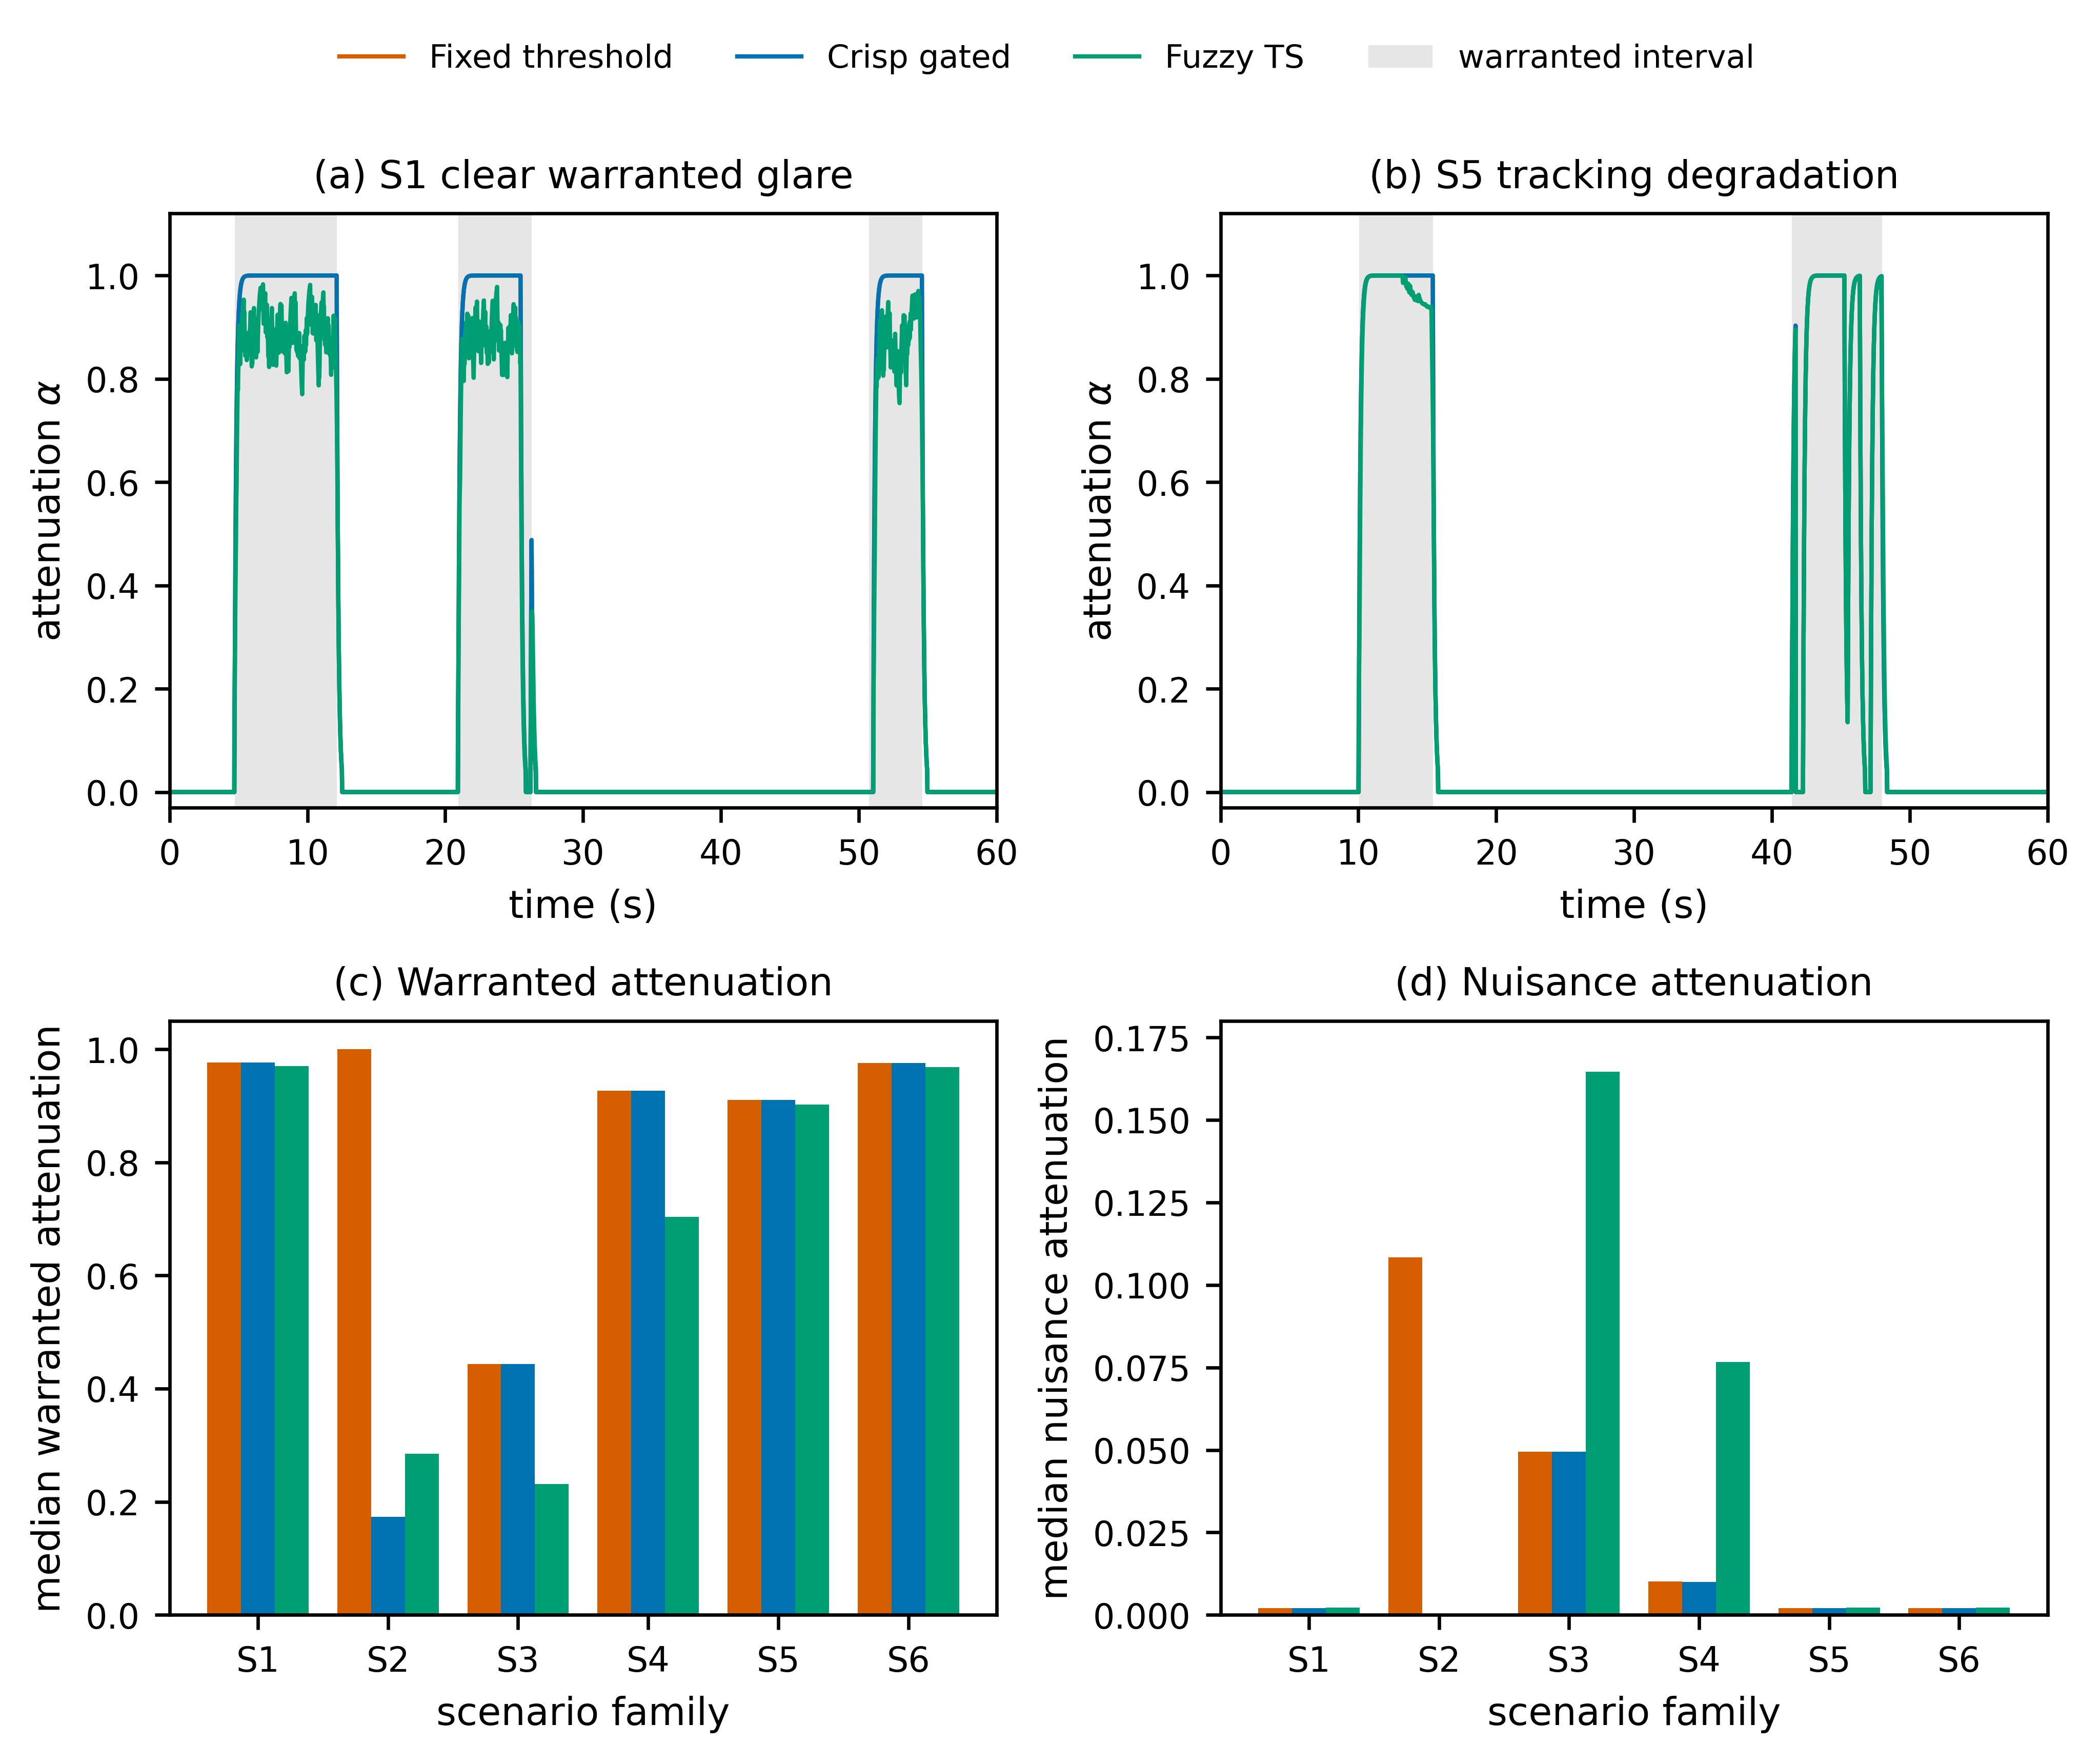 Fixed threshold Crisp gated Fuzzy TS warranted interval
(a) S1 clear warranted glare
attenuation α
1.0
0.8
0.6
0.4
0.2
0.0
0 10 20 30 40 50 60
time (s)
(b) S5 tracking degradation
attenuation α
1.0
0.8
0.6
0.4
0.2
0.0
0 10 20 30 40 50 60
time (s)
(c) Warranted attenuation
median warranted attenuation
1.0
0.8
0.6
0.4
0.2
0.0
S1 S2 S3 S4 S5 S6
scenario family
(d) Nuisance attenuation
median nuisance attenuation
0.175
0.150
0.125
0.100
0.075
0.050
0.025
0.000
S1 S2 S3 S4 S5 S6
scenario family